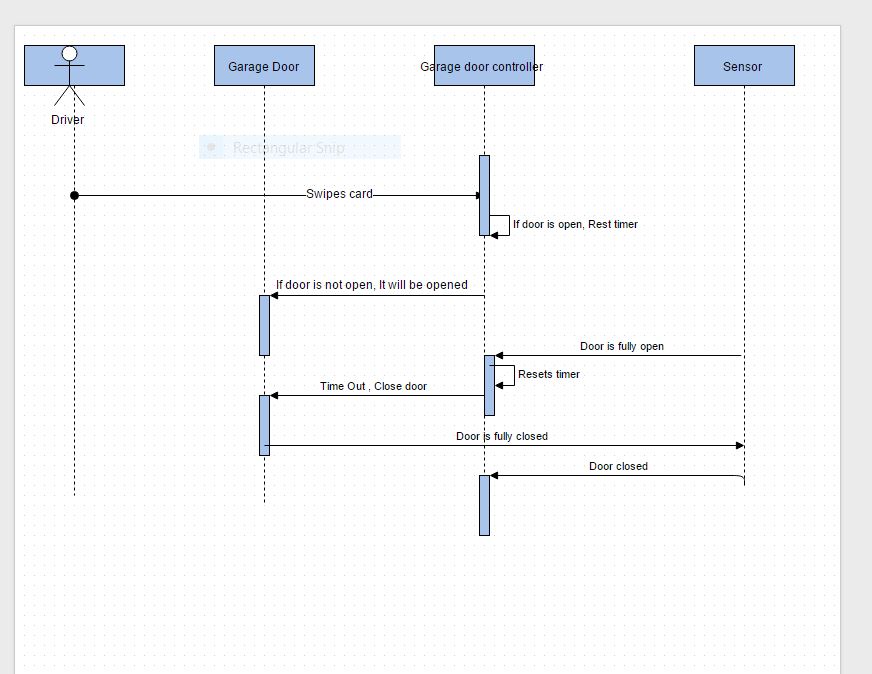 Garage Door
Garage door controller
Sensor
Driver
Rectangular Snip
Swipes card
If door is open, Rest timer
If door is not open, It will be opened
Door is fully open
Resets timer
Time Out , Close door
Door is fully closed
Door closed